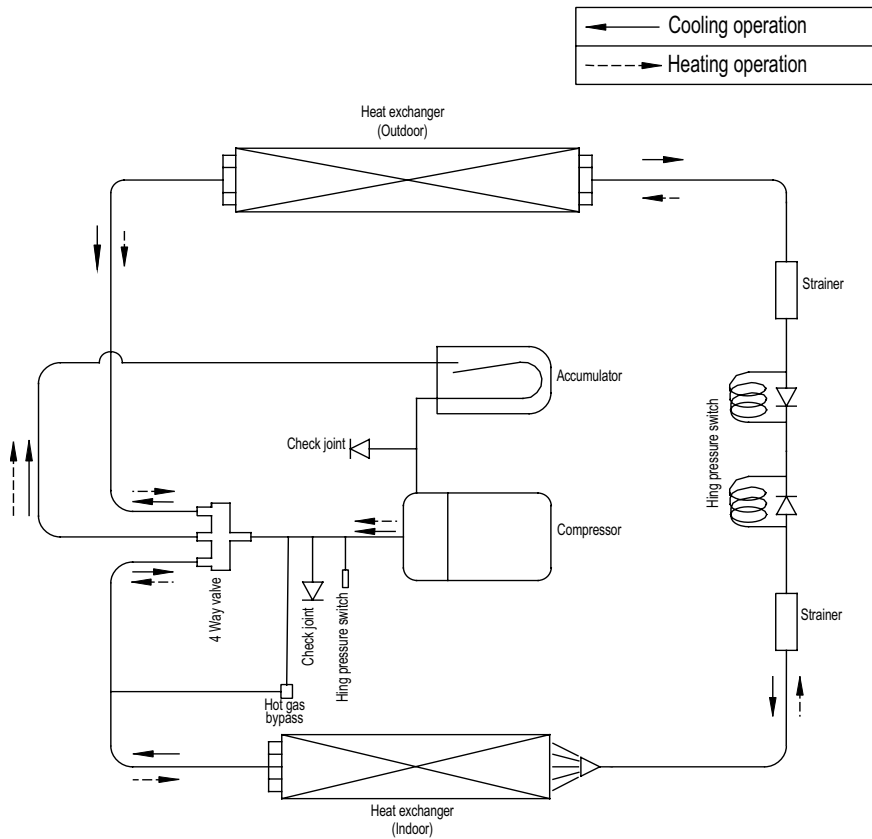 Cooling operation
Heating operation
Heat exchanger
(Outdoor)
Strainer
Accumulator
Hing pressure switch
Check joint
Compressor
4 Way valve
Check joint
Hing pressure switch
Strainer
Hot gas
bypass
Heat exchanger
(Indoor)